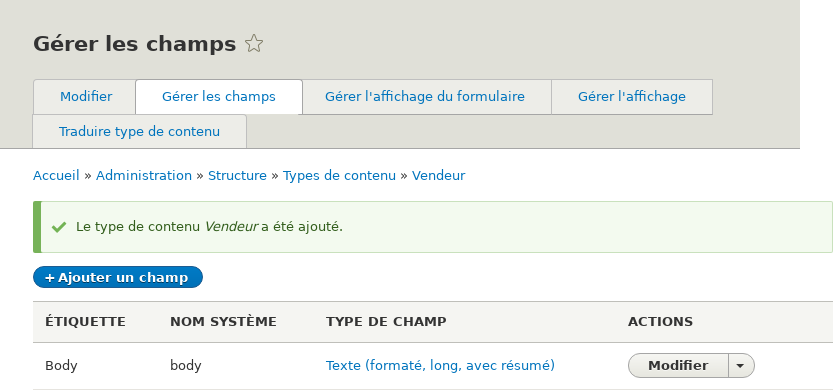 Gérer les champs
Modifier Gérer les champs Gérer l'affichage du formulaire Gérer l'affichage
Traduire type de contenu
Accueil » Administration » Structure » Types de contenu » Vendeur
Le type de contenu Vendeur a été ajouté.
+ Ajouter un champ
ÉTIQUETTE NOM SYSTÈME TYPE DE CHAMP ACTIONS
Body body Texte (formaté, long, avec résumé) Modifier